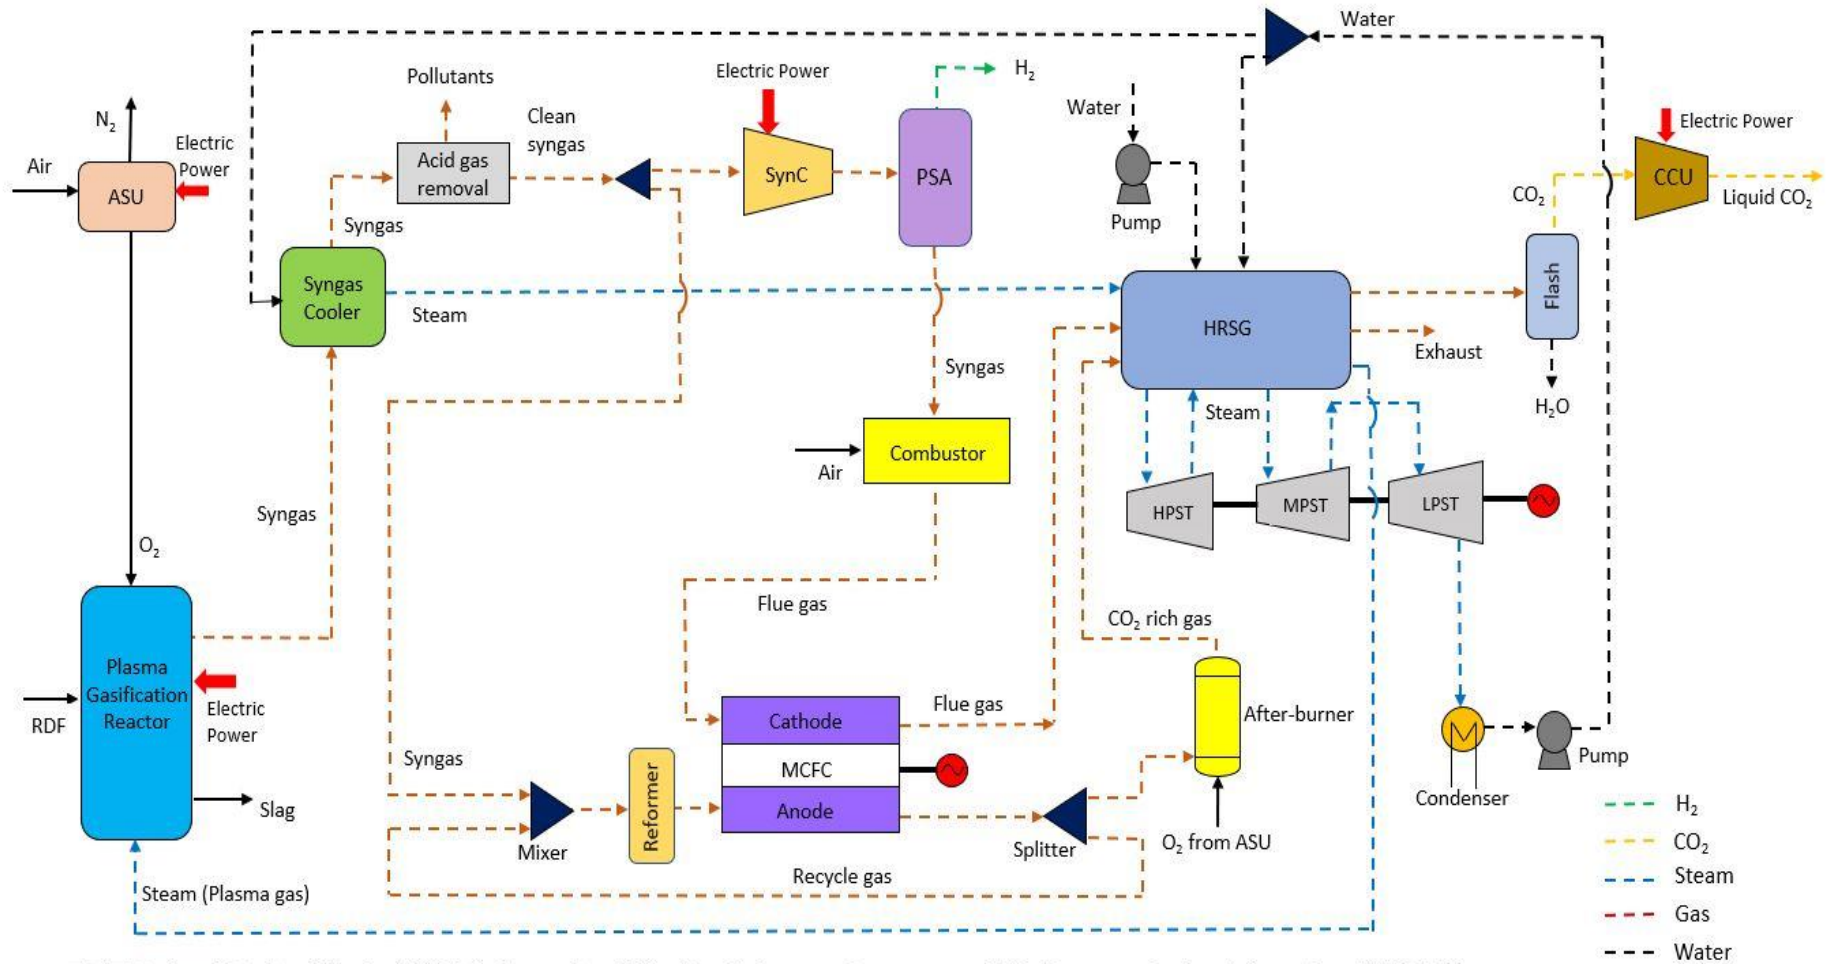 Water
Pollutants
Electric Power
H₂
N₂
Clean
syngas
Water
Electric Power
Electric
Power
Air
ASU
Acid gas
removal
SynC
PSA
CCU
CO₂
Liquid CO₂
Pump
Syngas
Syngas
Cooler
Steam
HRSG
Flash
Exhaust
Syngas
Steam
H₂O
Combustor
Air
HPST
MPST
LPST
Syngas
O₂
Flue gas
CO₂ rich gas
Plasma
Gasification
Reactor
RDF
Electric
Power
Cathode
Flue gas
After-burner
MCFC
Syngas
Reformer
Anode
Pump
Condenser
Slag
Mixer
Splitter
O₂ from ASU
Recycle gas
Steam (Plasma gas)
H₂
CO₂
Steam
Gas
Water